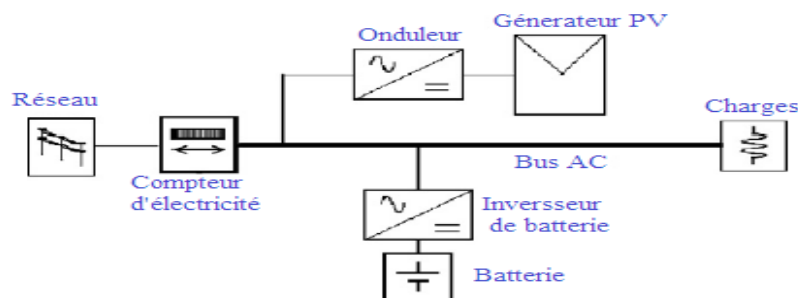 Génerateur PV
Onduleur
Réseau
Charges
Bus AC
Compteur
d'électricité
Inversseur
de batterie
Batterie